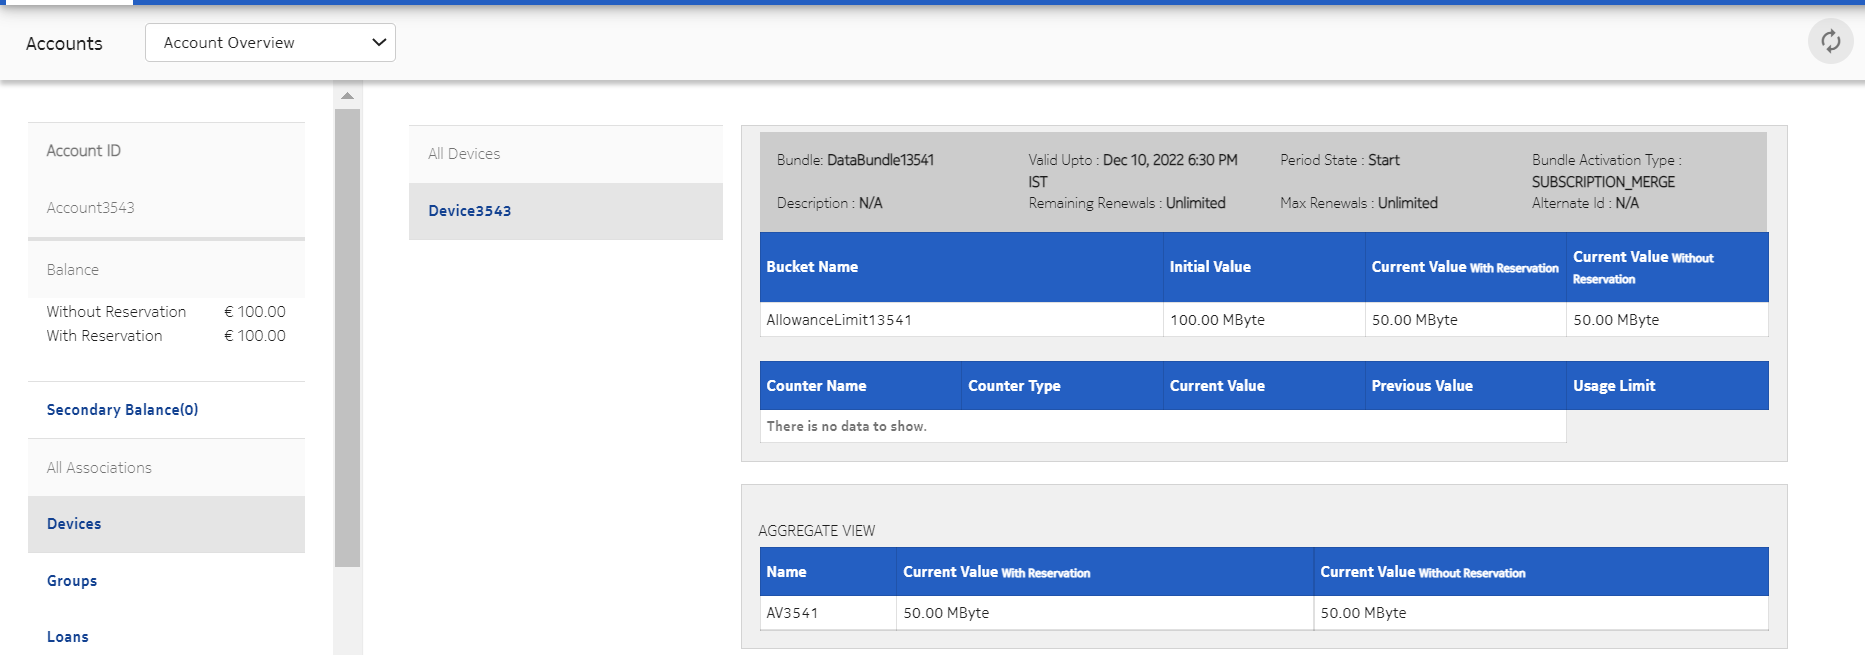 Accounts
Account Overview
Account ID
Account3543
Balance
Without Reservation € 100.00
With Reservation € 100.00
Secondary Balance(0)
All Associations
Devices
Groups
Loans
All Devices
Device3543
Bundle: DataBundle13541
Valid Upto : Dec 10, 2022 6:30 PM
IST
Period State : Start
Bundle Activation Type :
SUBSCRIPTION_MERGE
Description : N/A
Remaining Renewals : Unlimited
Max Renewals : Unlimited
Alternate Id : N/A
Bucket Name
Initial Value
Current Value With Reservation
Current Value Without
Reservation
AllowanceLimit13541
100.00 MByte
50.00 MByte
50.00 MByte
Counter Name
Counter Type
Current Value
Previous Value
Usage Limit
There is no data to show.
AGGREGATE VIEW
Name
Current Value With Reservation
Current Value Without Reservation
AV3541
50.00 MByte
50.00 MByte